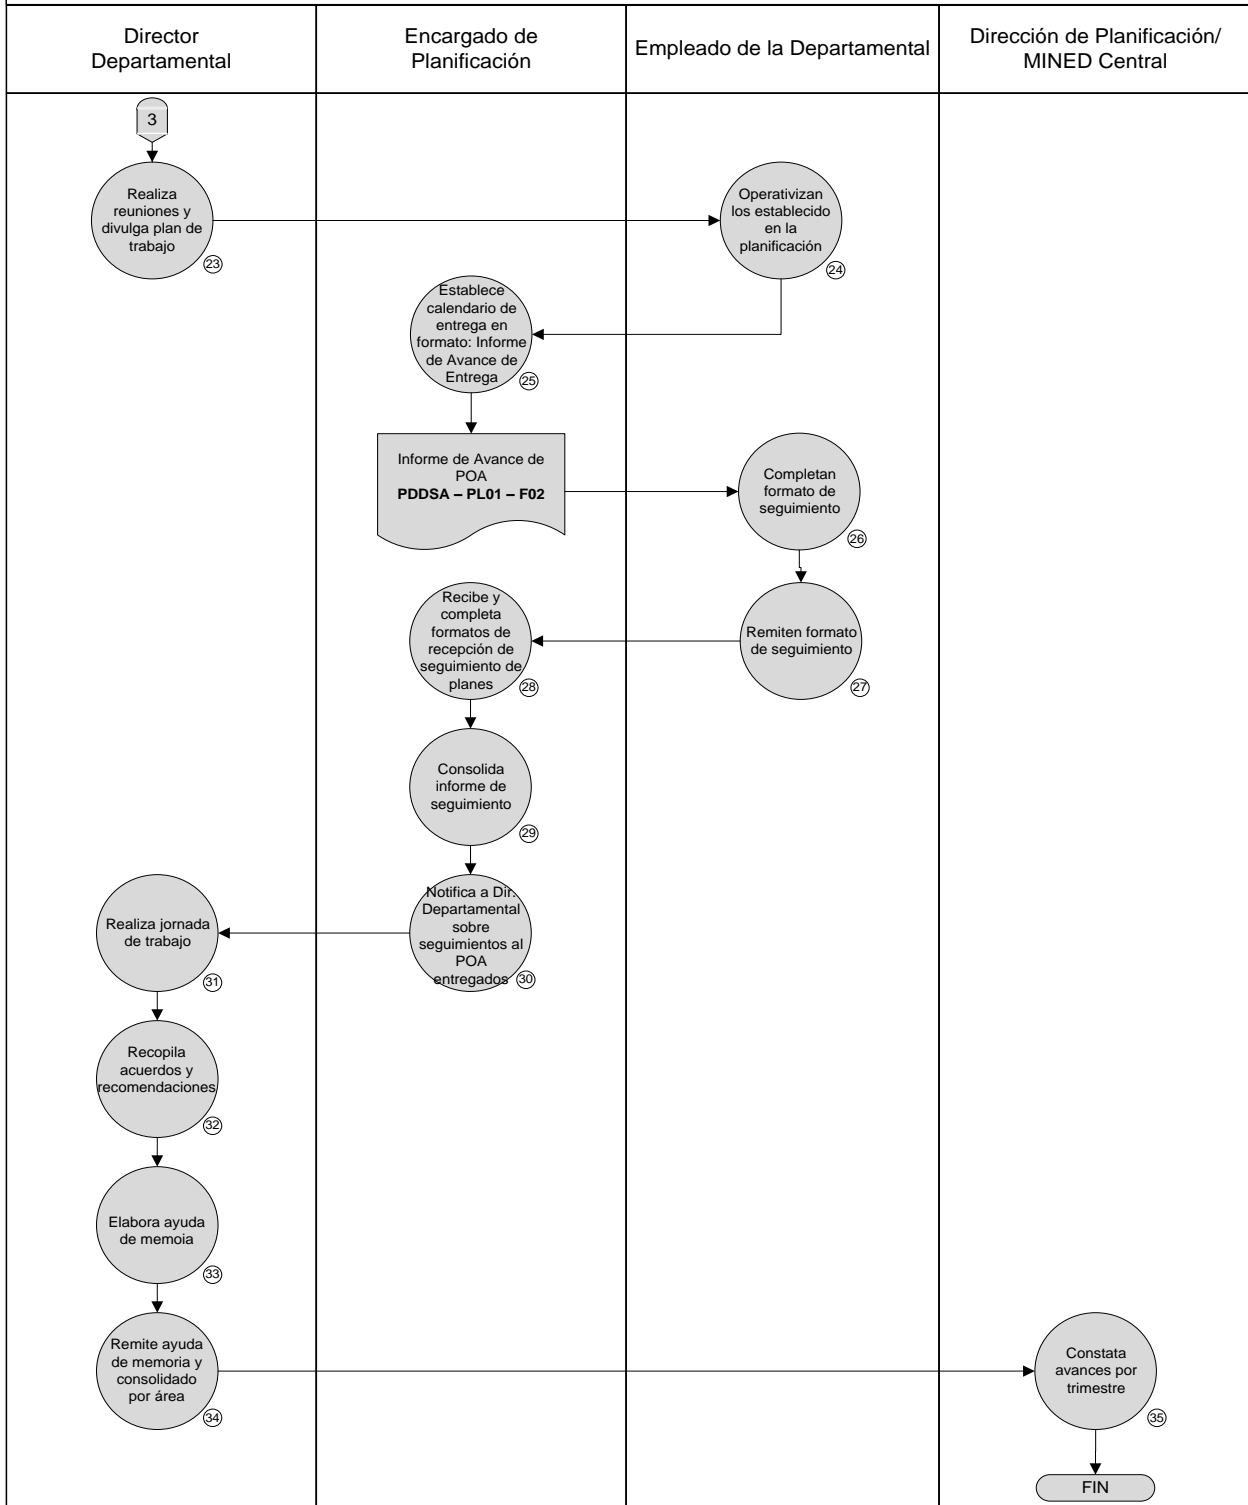 Director
Departamental
Encargado de
Planificación
Empleado de la Departamental
Dirección de Planificación/
MINED Central
3
Realiza
reuniones y
divulga plan de
trabajo
23
Operativizan
los establecido
en la
planificación
24
Establece
calendario de
entrega en
formato: Informe
de Avance de
Entrega
25
Informe de Avance de
POA
PDDSA – PL01 – F02
Completan
formato de
seguimiento
26
Remiten formato
de seguimiento
27
Recibe y
completa
formatos de
recepción de
seguimiento de
planes
28
Consolida
informe de
seguimiento
29
Notifica a Dir.
Departamental
sobre
seguimientos al
POA
entregados
30
Realiza jornada
de trabajo
31
Recopila
acuerdos y
recomendaciones
32
Elabora ayuda
de memoia
33
Remite ayuda
de memoria y
consolidado
por área
34
Constata
avances por
trimestre
35
FIN